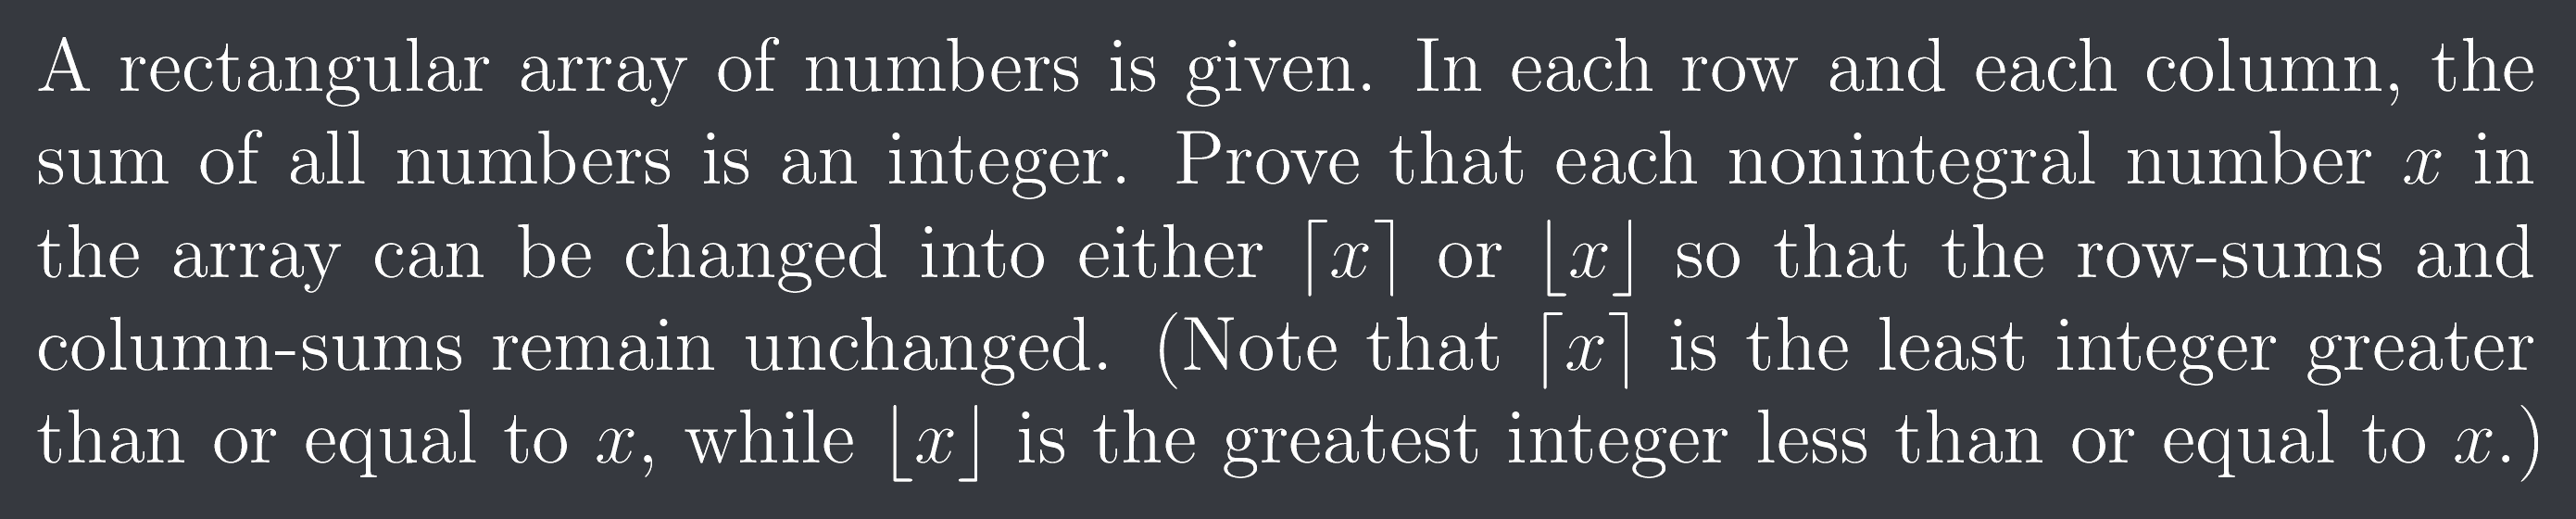 A rectangular array of numbers is given. In each row and each column, the
sum of all numbers is an integer. Prove that each nonintegral number x in
the array can be changed into either ⌈x⌉ or ⌊x⌋ so that the row-sums and
column-sums remain unchanged. (Note that ⌈x⌉ is the least integer greater
than or equal to x, while ⌊x⌋ is the greatest integer less than or equal to x.)